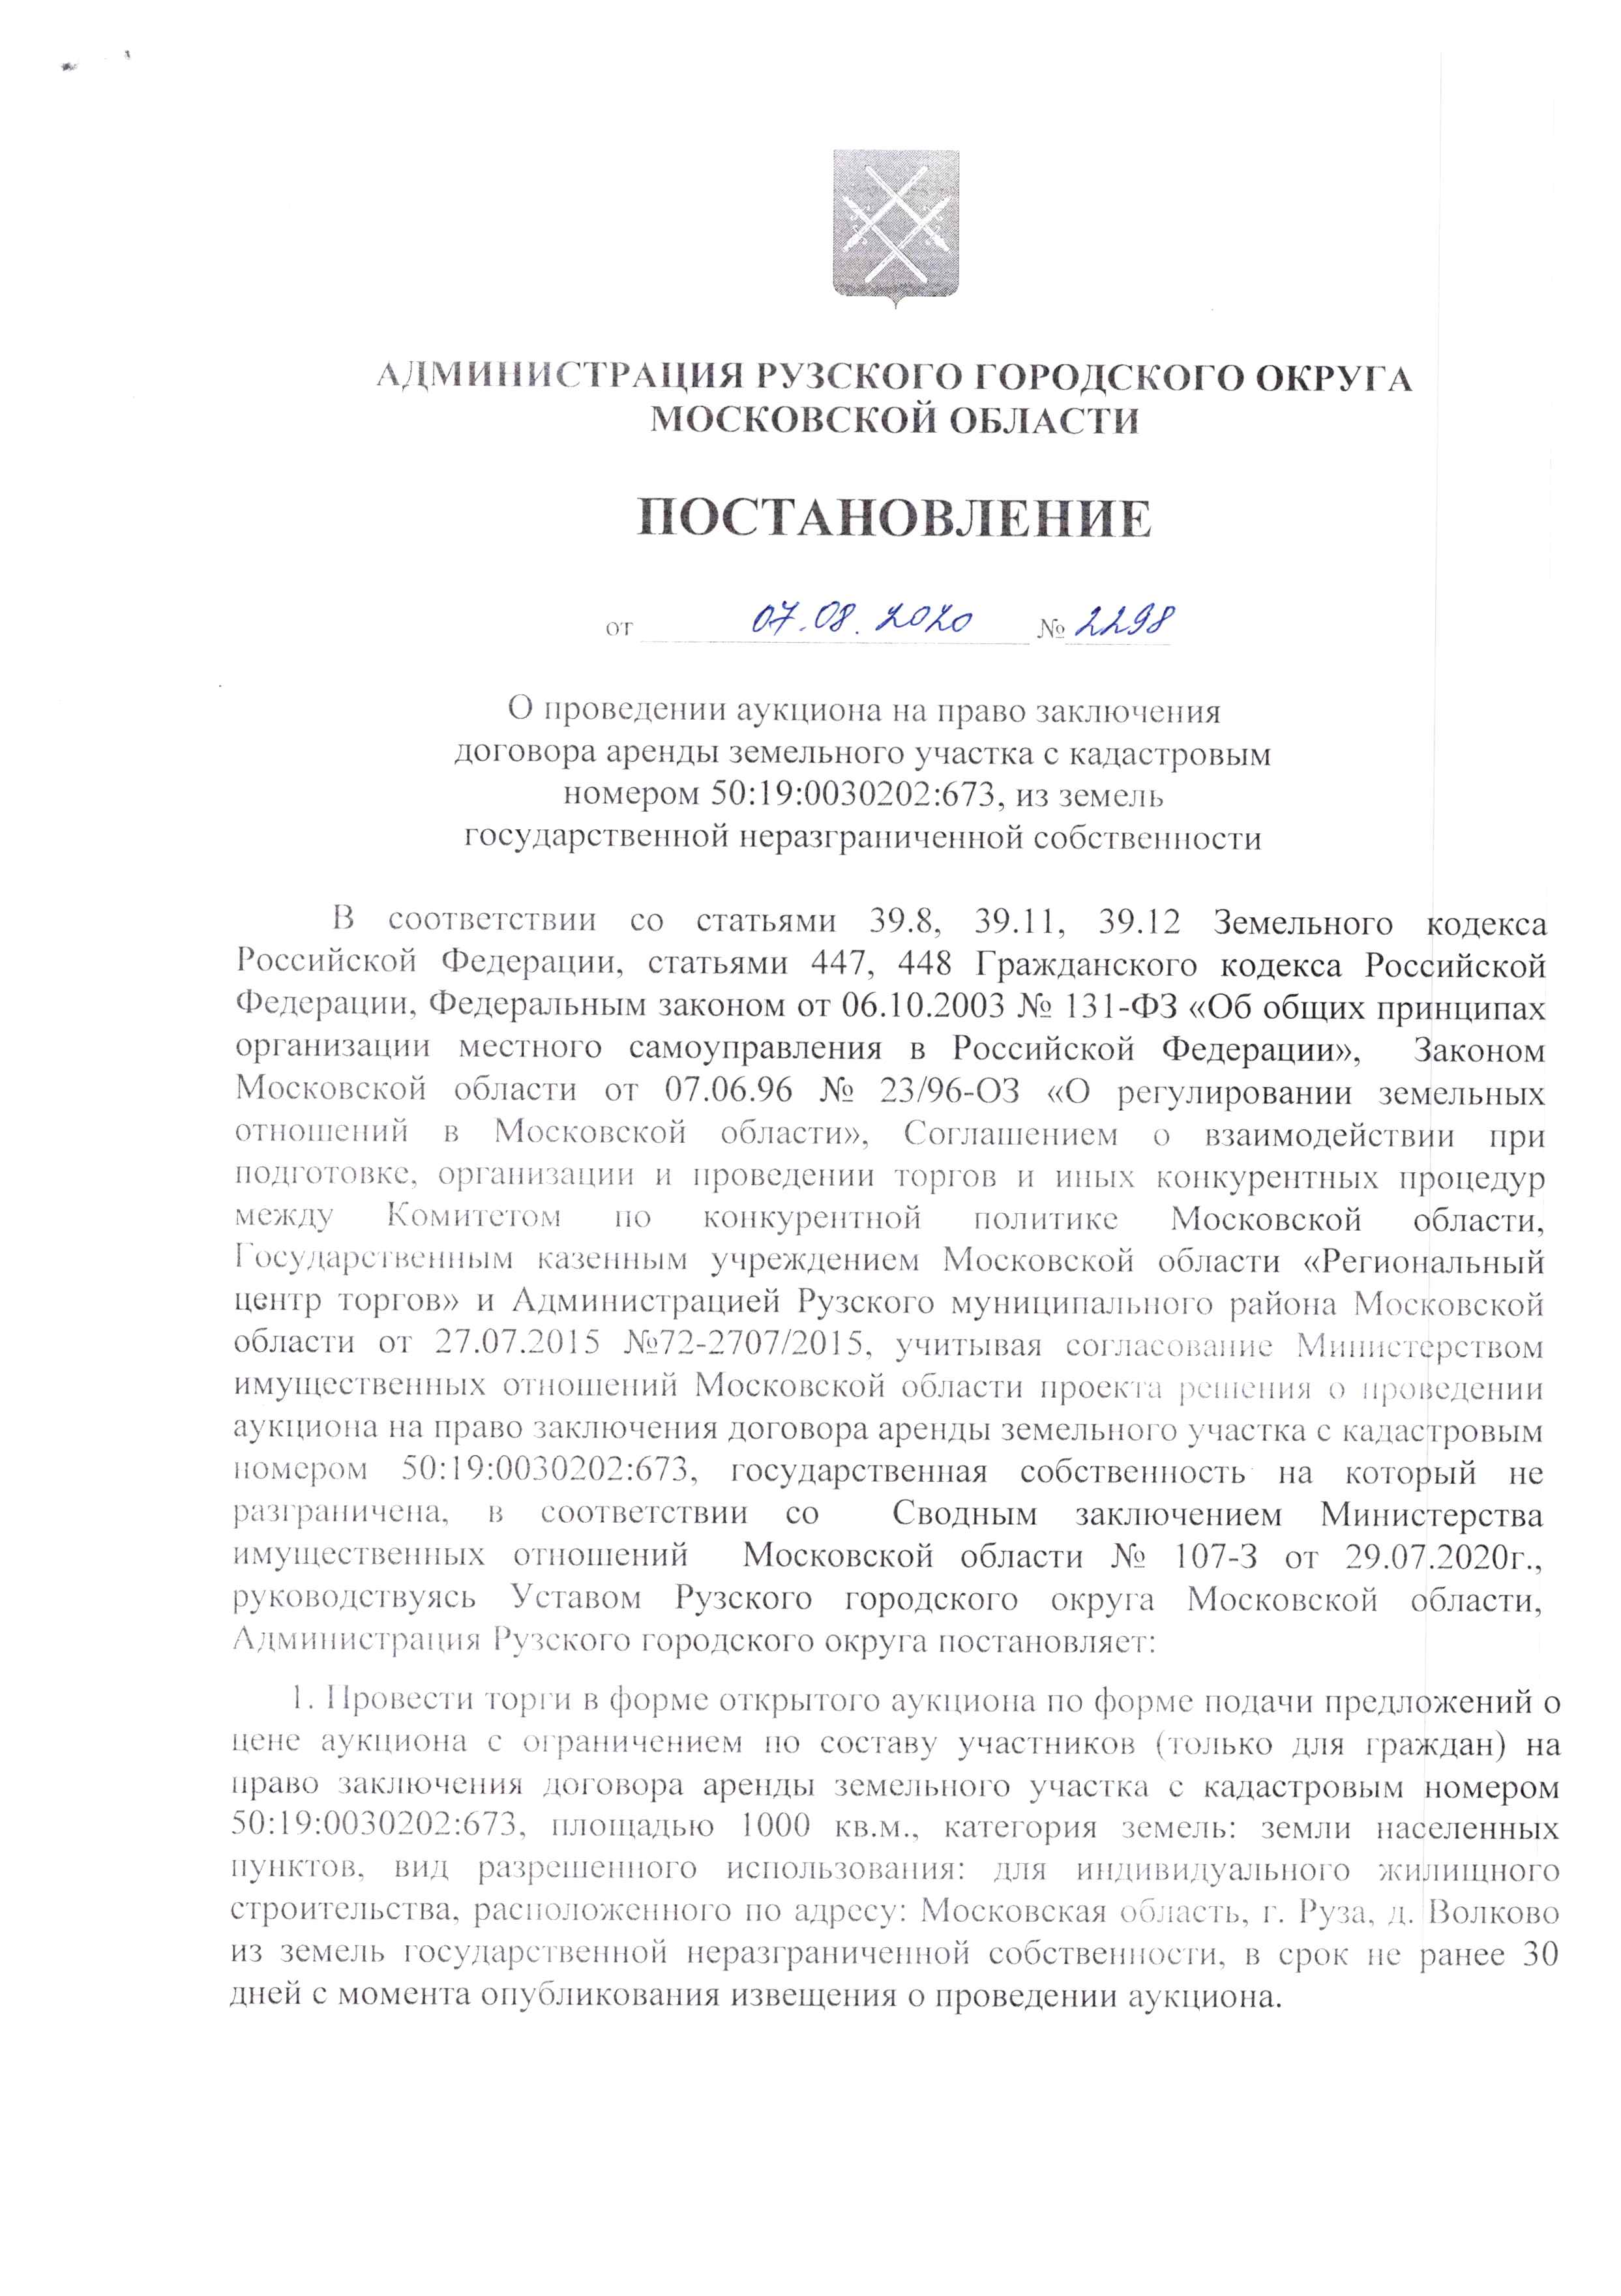 АДМИНИСТРАЦИЯ РУЗСКОГО ГОРОДСКОГО ОКРУГА
МОСКОВСКОЙ ОБЛАСТИ
ПОСТАНОВЛЕНИЕ
от 07.08.2020 № 2298
О проведении аукциона на право заключения
договора аренды земельного участка с кадастровым
номером 50:19:0030202:673, из земель
государственной неразграниченной собственности
В соответствии со статьями 39.8, 39.11, 39.12 Земельного кодекса
Российской Федерации, статьями 447, 448 Гражданского кодекса Российской
Федерации, Федеральным законом от 06.10.2003 № 131-ФЗ «Об общих принципах
организации местного самоуправления в Российской Федерации», Законом
Московской области от 07.06.96 № 23/96-ОЗ «О регулировании земельных
отношений в Московской области», Соглашением о взаимодействии при
подготовке, организации и проведении торгов и иных конкурентных процедур
между Комитетом по конкурентной политике Московской области,
Государственным казенным учреждением Московской области «Региональный
центр торгов» и Администрацией Рузского муниципального района Московской
области от 27.07.2015 №72-2707/2015, учитывая согласование Министерством
имущественных отношений Московской области проекта решения о проведении
аукциона на право заключения договора аренды земельного участка с кадастровым
номером 50:19:0030202:673, государственная собственность на который не
разграничена, в соответствии со Сводным заключением Министерства
имущественных отношений Московской области № 107-З от 29.07.2020г.,
руководствуясь Уставом Рузского городского округа Московской области,
Администрация Рузского городского округа постановляет:
1. Провести торги в форме открытого аукциона по форме подачи предложений о
цене аукциона с ограничением по составу участников (только для граждан) на
право заключения договора аренды земельного участка с кадастровым номером
50:19:0030202:673, площадью 1000 кв.м., категория земель: земли населенных
пунктов, вид разрешенного использования: для индивидуального жилищного
строительства, расположенного по адресу: Московская область, г. Руза, д. Волково
из земель государственной неразграниченной собственности, в срок не ранее 30
дней с момента опубликования извещения о проведении аукциона.